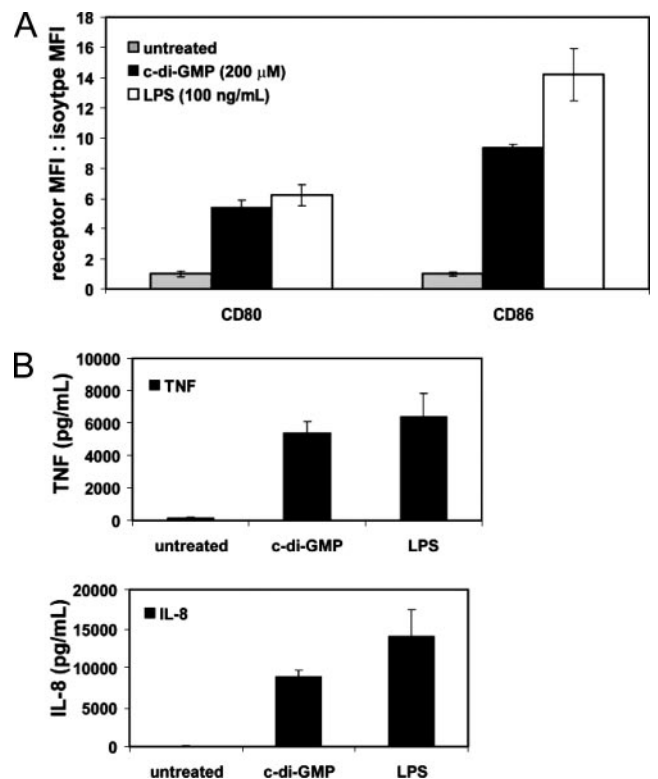 A
receptor MFI : isoytpe MFI
18
16
14
12
10
8
6
4
2
0
untreated
c-di-GMP (200 µM)
LPS (100 ng/mL)
CD80 CD86
B
TNF (pg/mL)
10000
8000
6000
4000
2000
0
TNF
untreated c-di-GMP LPS
IL-8 (pg/mL)
20000
15000
10000
5000
0
IL-8
untreated c-di-GMP LPS